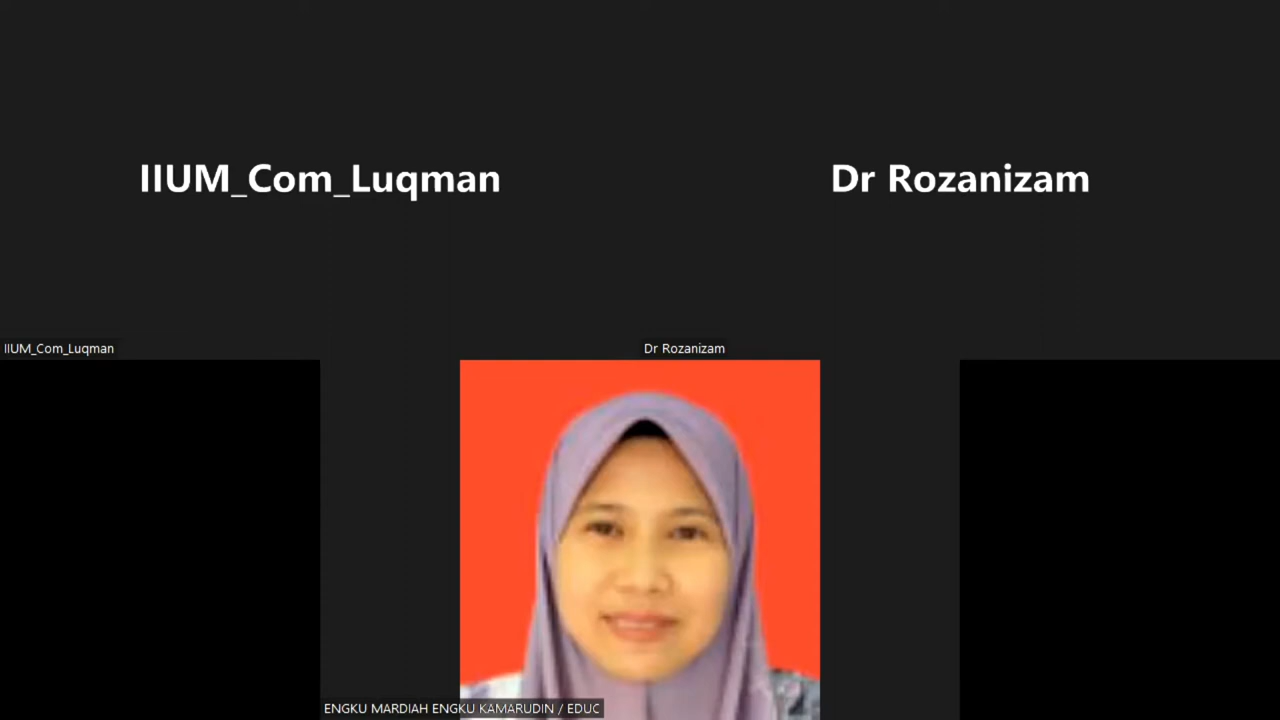 IIUM_Com_Luqman
Dr Rozanizam
IIUM_Com_Luqman
Dr Rozanizam
ENGKU MARDIAH ENGKU KAMARUDIN / EDUC